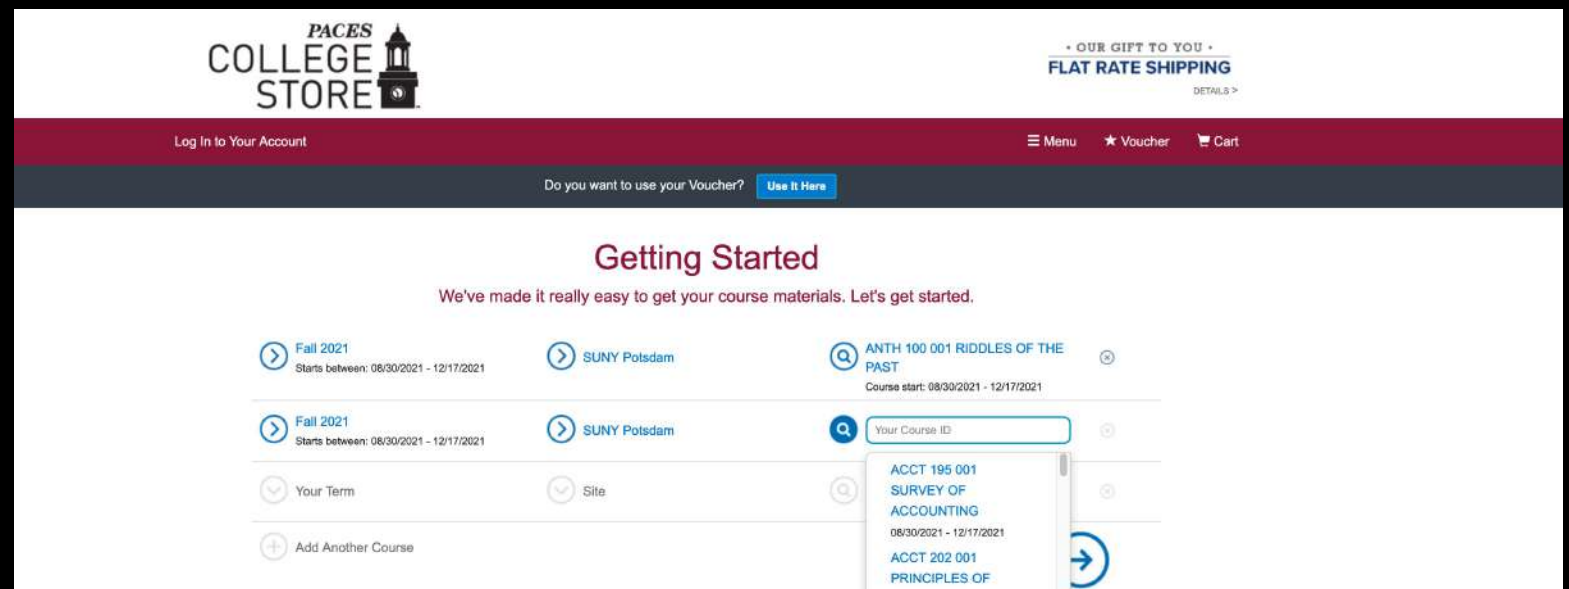 PACES
COLLEGE
STORE
• OUR GIFT TO YOU •
FLAT RATE SHIPPING
DETAILS >
Log In to Your Account
Menu
Voucher
Cart
Do you want to use your Voucher?
Use It Here
Getting Started
We've made it really easy to get your course materials. Let's get started.
Fall 2021
Starts between: 08/30/2021 - 12/17/2021
SUNY Potsdam
ANTH 100 001 RIDDLES OF THE
PAST
Course start: 08/30/2021 - 12/17/2021
Fall 2021
Starts between: 08/30/2021 - 12/17/2021
SUNY Potsdam
Your Course ID
Your Term
Site
ACCT 195 001
SURVEY OF
ACCOUNTING
08/30/2021 - 12/17/2021
ACCT 202 001
PRINCIPLES OF
Add Another Course